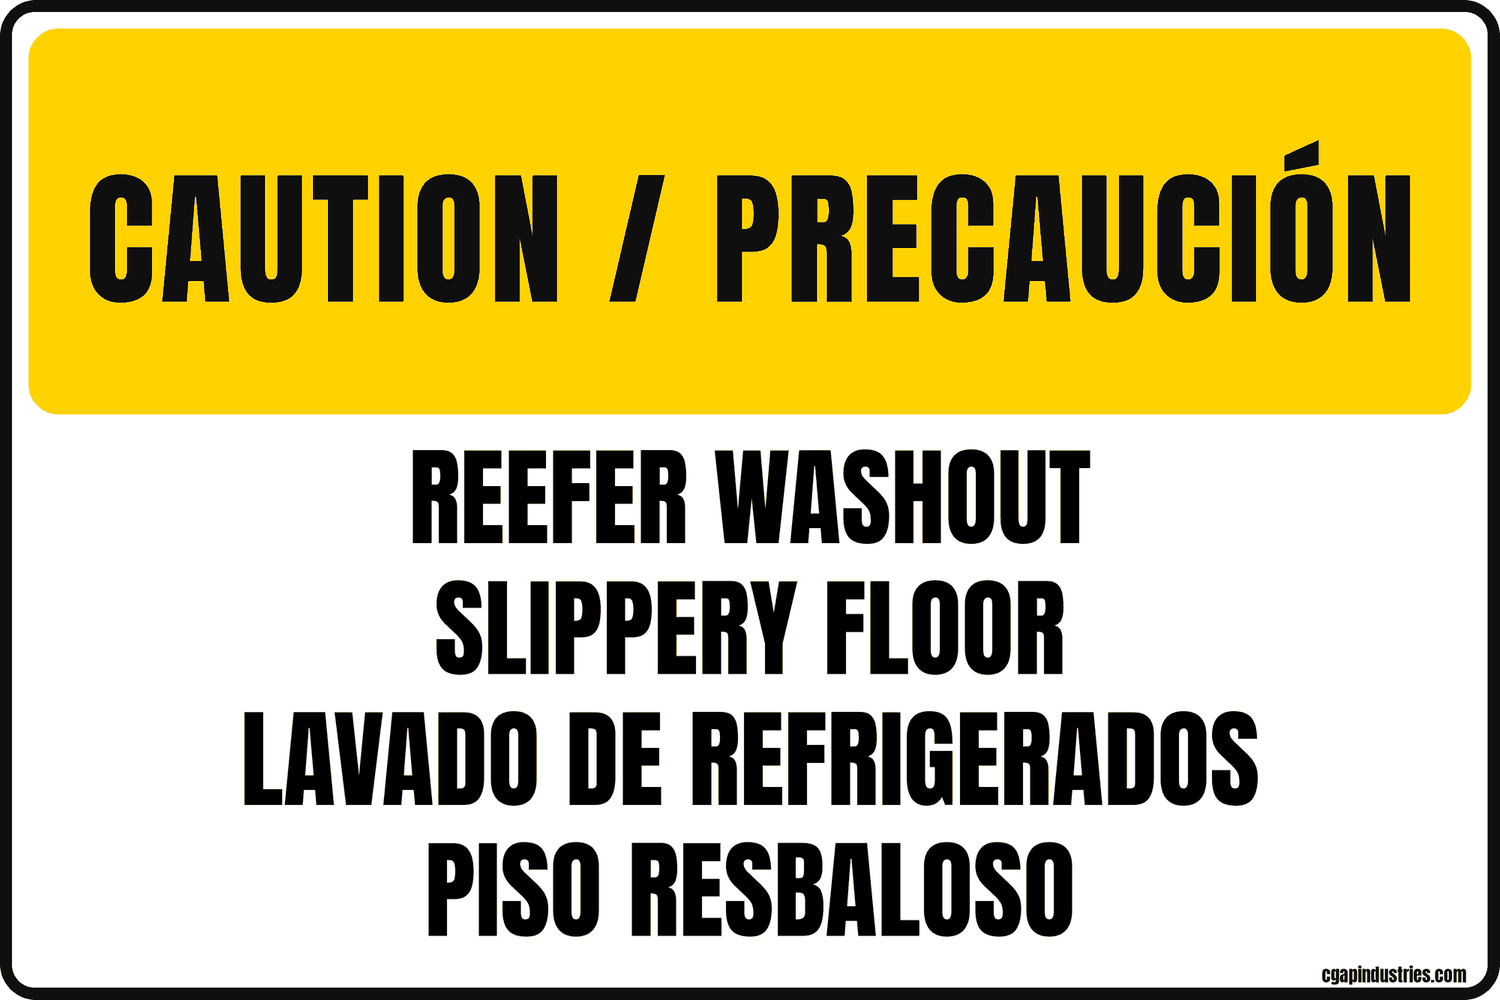 CAUTION / PRECAUCIÓN
REEFER WASHOUT
SLIPPERY FLOOR
LAVADO DE REFRIGERADOS
PISO RESBALOSO
cgapindustries.com